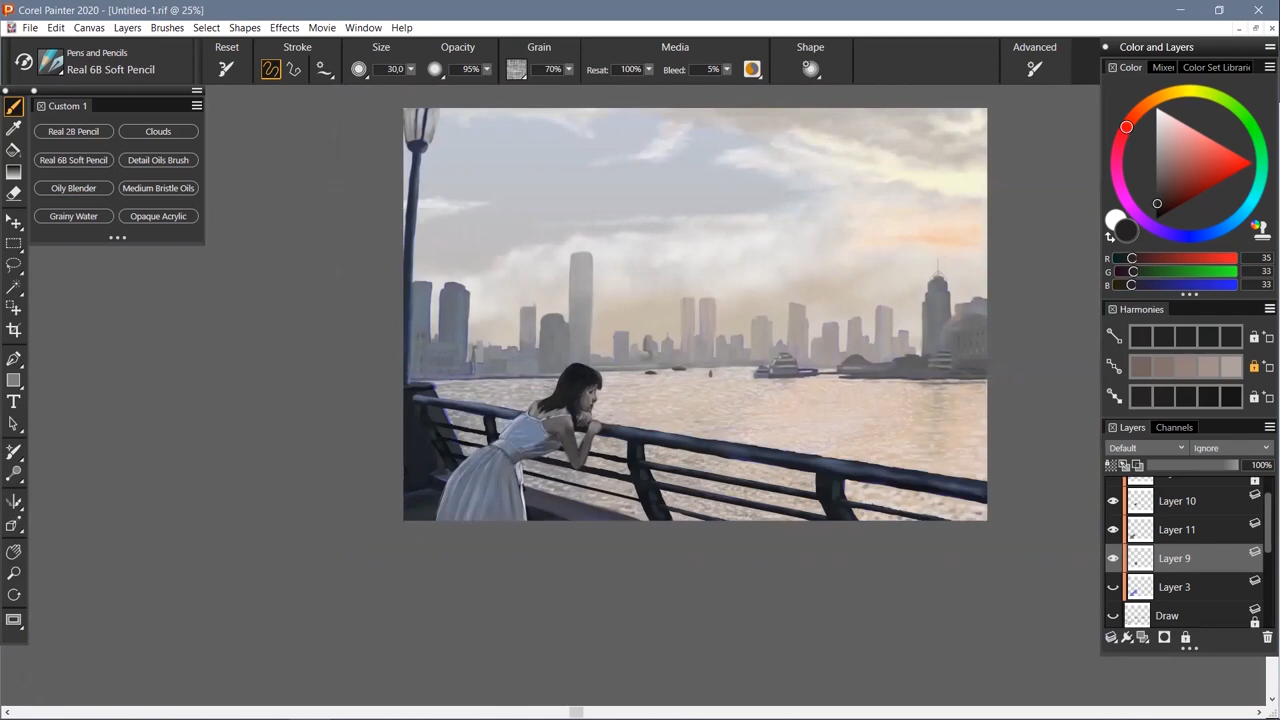 Corel Painter 2020 - [Untitled-1.rif @ 25%]
File Edit Canvas Layers Brushes Select Shapes Effects Movie Window Help
Pens and Pencils
Real 6B Soft Pencil
Reset Stroke Size Opacity Grain Media Shape Advanced
30,0 95% 70% Resat: 100% Bleed: 5%
Color and Layers
Color Mixer Color Set Librarie
Custom 1
Real 2B Pencil Clouds
Real 6B Soft Pencil Detail Oils Brush
Oily Blender Medium Bristle Oils
Grainy Water Opaque Acrylic
R 35
G 33
B 33
Harmonies
Layers Channels
Default Ignore
100%
Layer 10
Layer 11
Layer 9
Layer 3
Draw